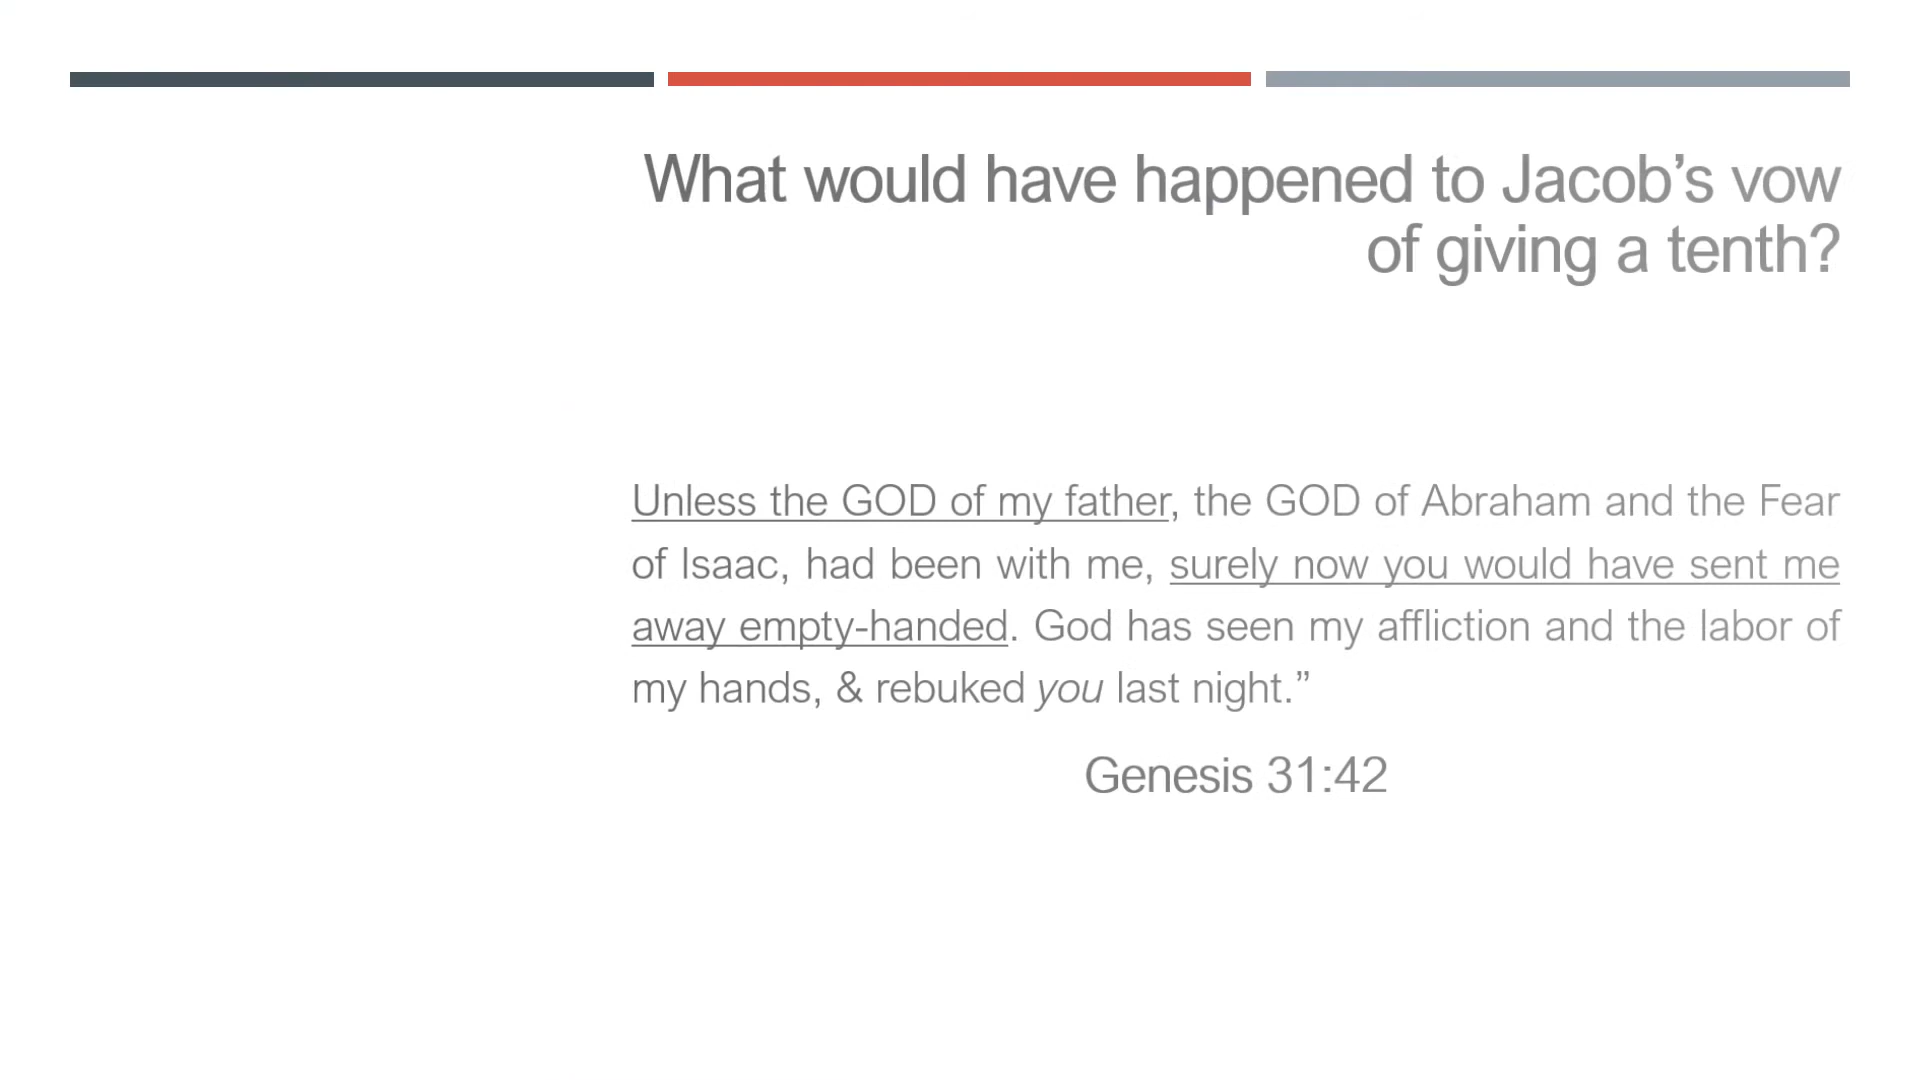 What would have happened to Jacob’s vow
of giving a tenth?
Unless the GOD of my father, the GOD of Abraham and the Fear
of Isaac, had been with me, surely now you would have sent me
away empty-handed. God has seen my affliction and the labor of
my hands, & rebuked you last night.”
Genesis 31:42